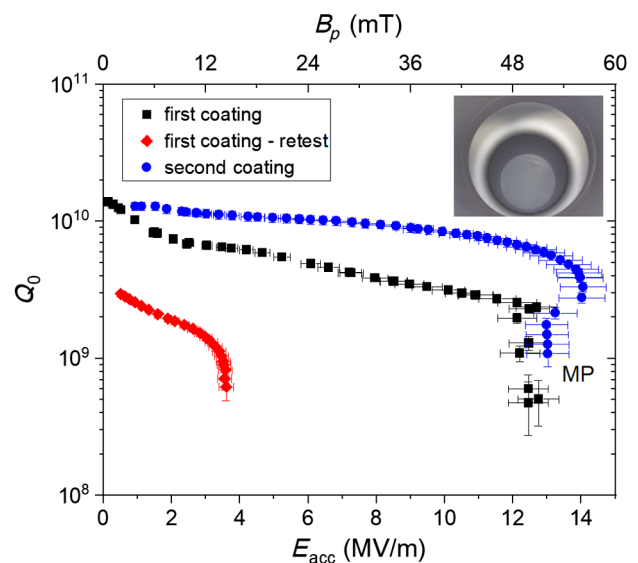 B_p (mT)
0 12 24 36 48 60
10^11
first coating
first coating - retest
second coating
10^10
Q_0
10^9
MP
10^8
0 2 4 6 8 10 12 14
E_acc (MV/m)